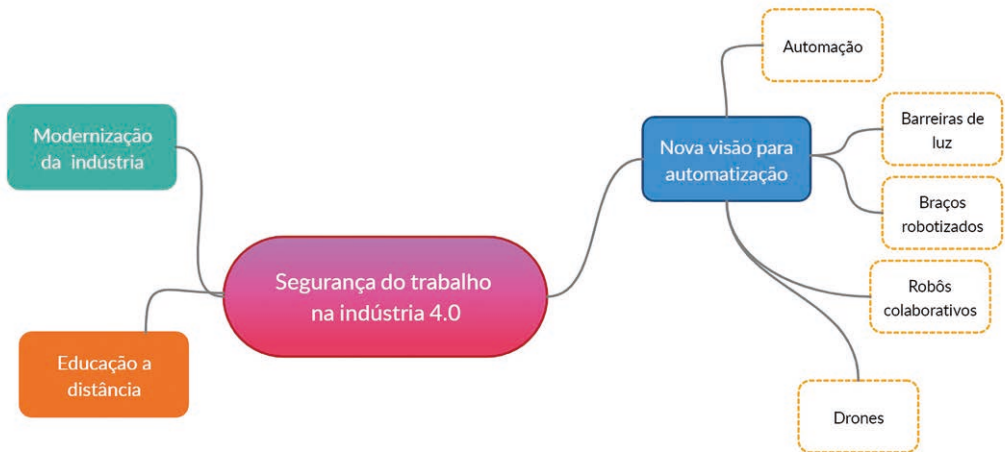 Modernização
da indústria
Educação a
distância
Segurança do trabalho
na indústria 4.0
Nova visão para
automatização
Automação
Barreiras de
luz
Braços
robotizados
Robôs
colaborativos
Drones